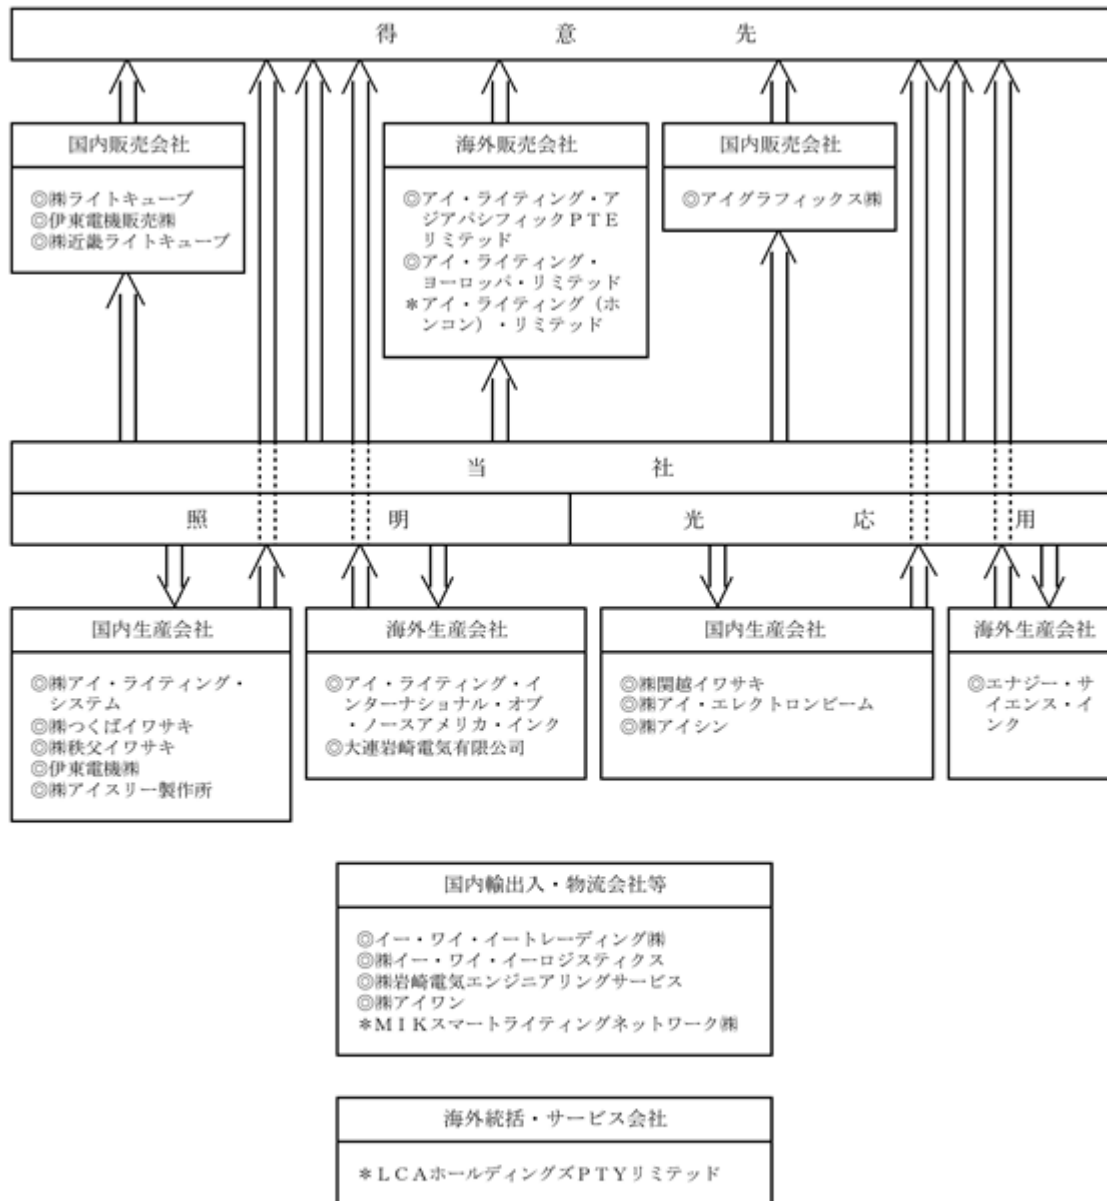 得意先
国内販売会社
◎㈱ライトキューブ
◎伊東電機販売㈱
◎㈱近畿ライトキューブ
海外販売会社
◎アイ・ライティング・ア
ジアパシフィックＰＴＥ
リミテッド
◎アイ・ライティング・
ヨーロッパ・リミテッド
＊アイ・ライティング（ホ
ンコン）・リミテッド
国内販売会社
◎アイグラフィックス㈱
当社
照明
光応用
国内生産会社
◎㈱アイ・ライティング・
システム
◎㈱つくばイワサキ
◎㈱秩父イワサキ
◎伊東電機㈱
◎㈱アイスリー製作所
海外生産会社
◎アイ・ライティング・イ
ンターナショナル・オブ
・ノースアメリカ・インク
◎大連岩崎電気有限公司
国内生産会社
◎㈱関越イワサキ
◎㈱アイ・エレクトロンビーム
◎㈱アイシン
海外生産会社
◎エナジー・サ
イエンス・イ
ンク
国内輸出入・物流会社等
◎イー・ワイ・イートレーディング㈱
◎㈱イー・ワイ・イーロジスティクス
◎㈱岩崎電気エンジニアリングサービス
◎㈱アイワン
＊ＭＩＫスマートライティングネットワーク㈱
海外統括・サービス会社
＊ＬＣＡホールディングズＰＴＹリミテッド